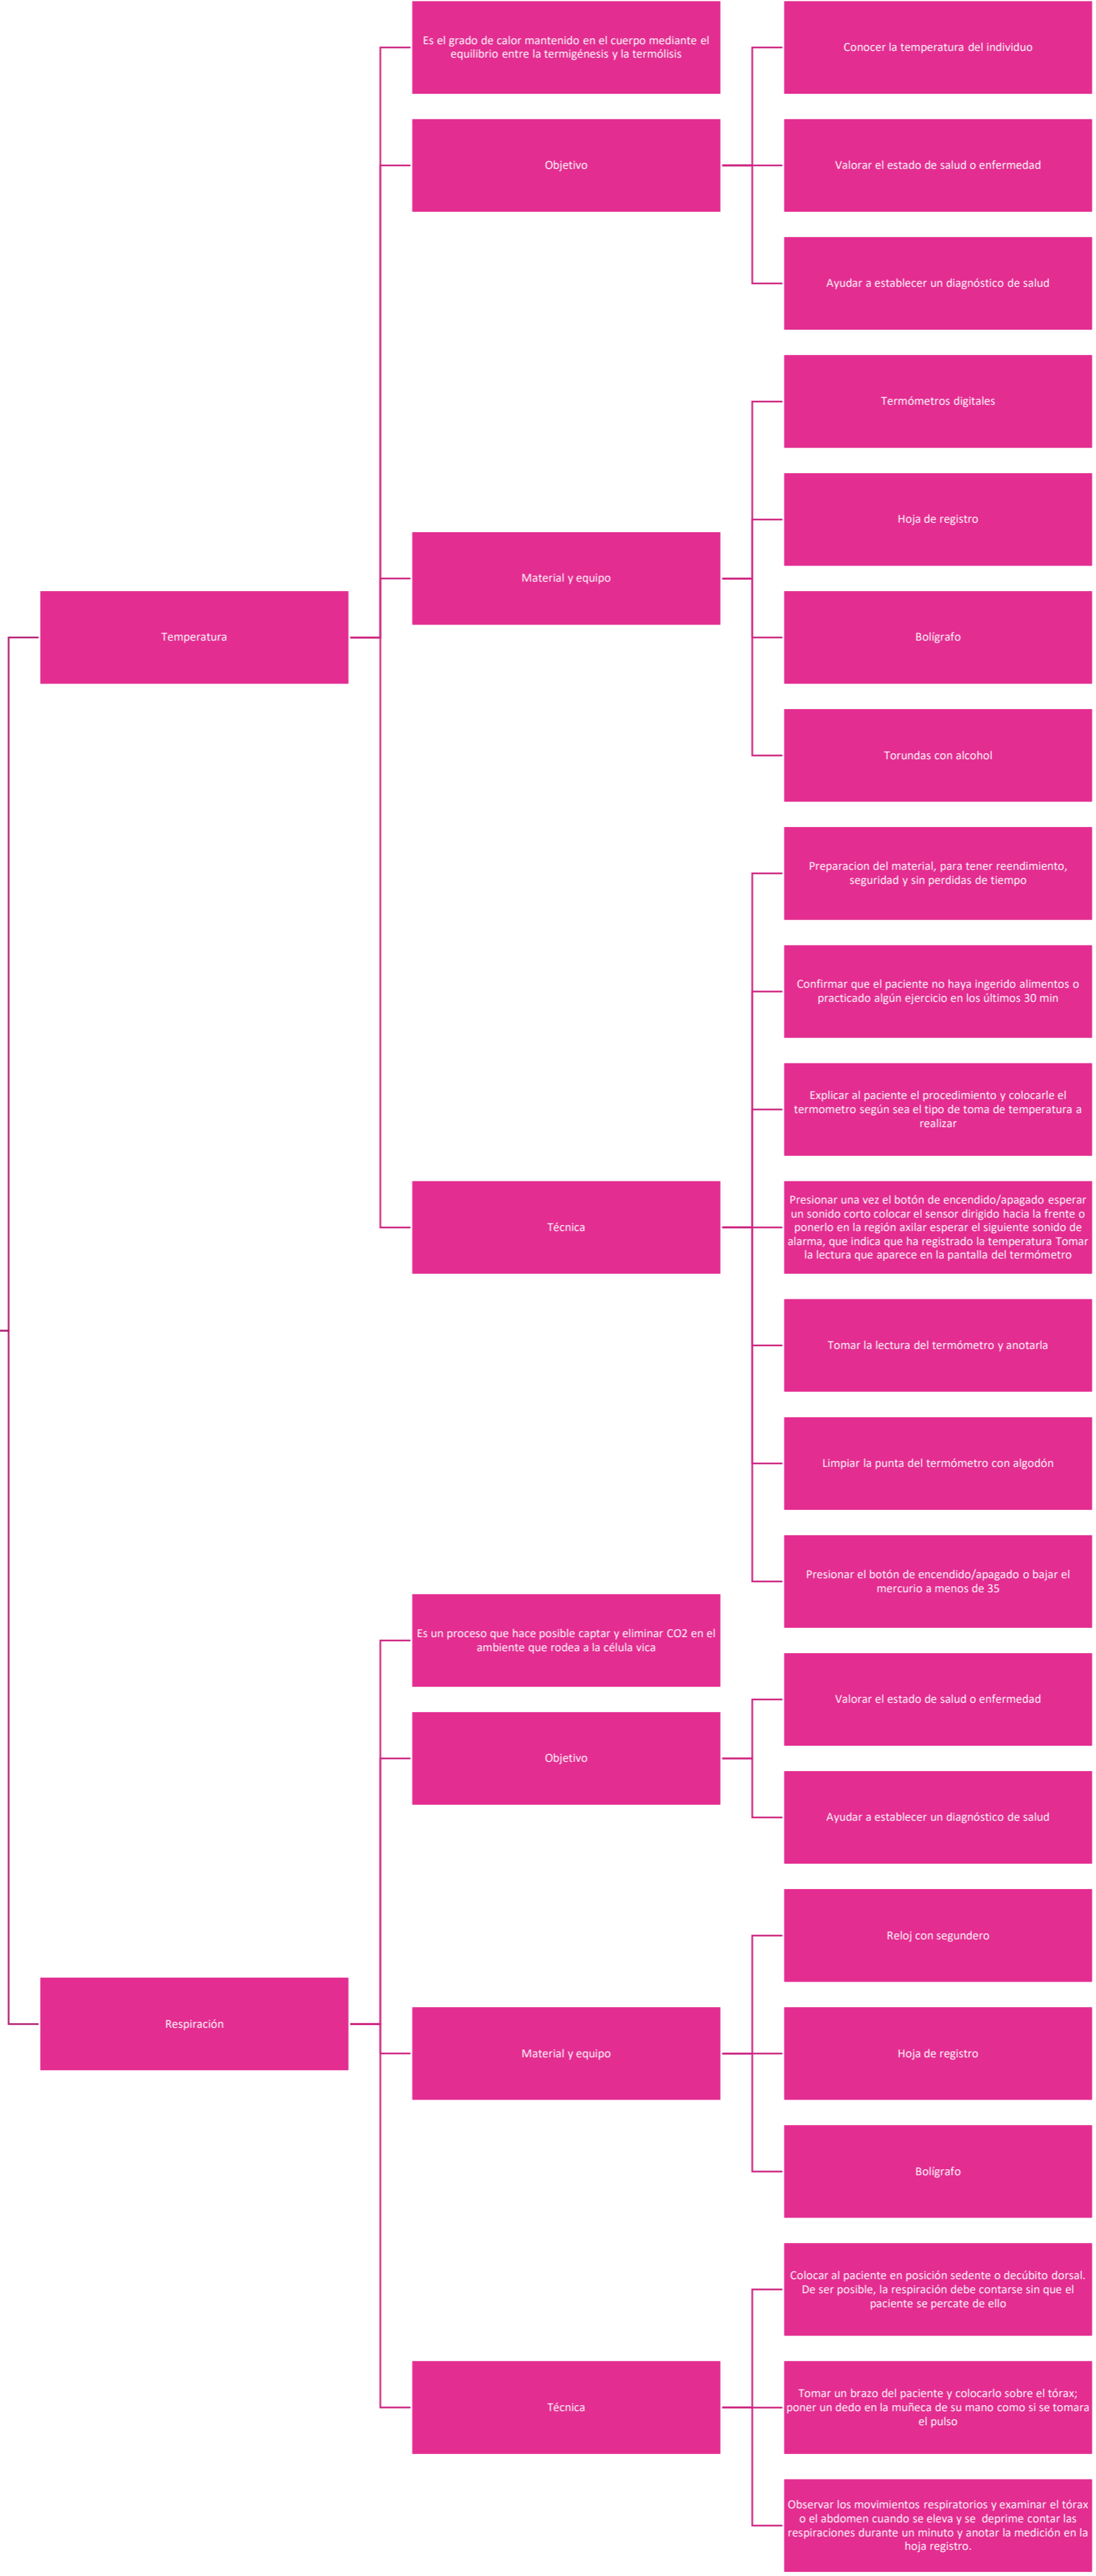 Temperatura
Es el grado de calor mantenido en el cuerpo mediante el
equilibrio entre la termigénesis y la termólisis
Objetivo
Conocer la temperatura del individuo
Valorar el estado de salud o enfermedad
Ayudar a establecer un diagnóstico de salud
Material y equipo
Termómetros digitales
Hoja de registro
Bolígrafo
Torundas con alcohol
Técnica
Preparacion del material, para tener reendimiento,
seguridad y sin perdidas de tiempo
Confirmar que el paciente no haya ingerido alimentos o
practicado algún ejercicio en los últimos 30 min
Explicar al paciente el procedimiento y colocarle el
termometro según sea el tipo de toma de temperatura a
realizar
Presionar una vez el botón de encendido/apagado esperar
un sonido corto colocar el sensor dirigido hacia la frente o
ponerlo en la región axilar esperar el siguiente sonido de
alarma, que indica que ha registrado la temperatura Tomar
la lectura que aparece en la pantalla del termómetro
Tomar la lectura del termómetro y anotarla
Limpiar la punta del termómetro con algodón
Presionar el botón de encendido/apagado o bajar el
mercurio a menos de 35
Respiración
Es un proceso que hace posible captar y eliminar CO2 en el
ambiente que rodea a la célula vica
Objetivo
Valorar el estado de salud o enfermedad
Ayudar a establecer un diagnóstico de salud
Material y equipo
Reloj con segundero
Hoja de registro
Bolígrafo
Técnica
Colocar al paciente en posición sedente o decúbito dorsal.
De ser posible, la respiración debe contarse sin que el
paciente se percate de ello
Tomar un brazo del paciente y colocarlo sobre el tórax;
poner un dedo en la muñeca de su mano como si se tomara
el pulso
Observar los movimientos respiratorios y examinar el tórax
o el abdomen cuando se eleva y se deprime contar las
respiraciones durante un minuto y anotar la medición en la
hoja registro.